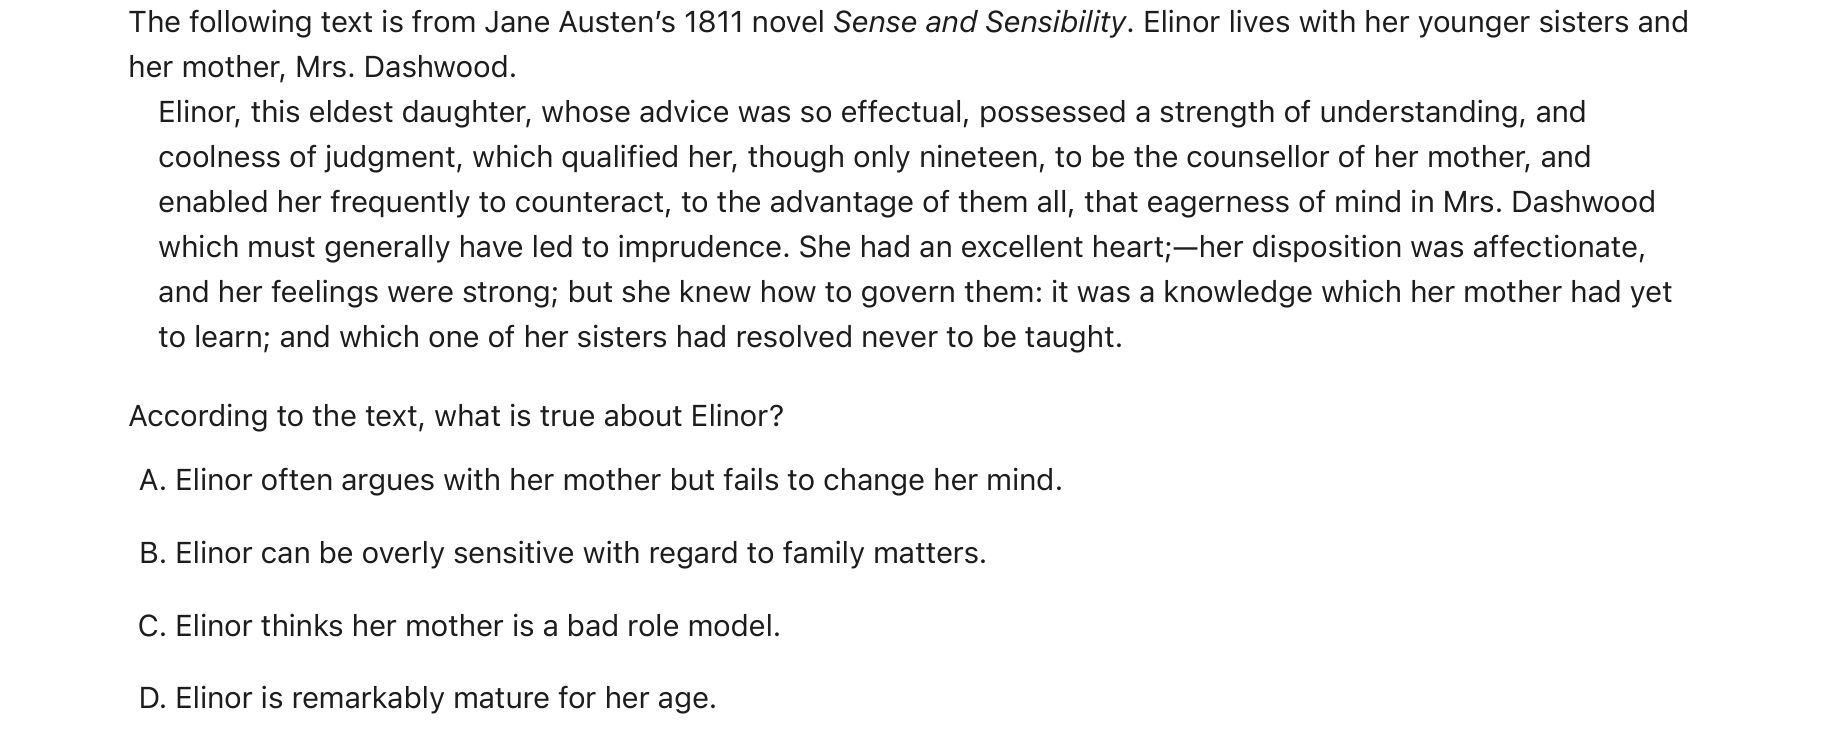 The following text is from Jane Austen’s 1811 novel Sense and Sensibility. Elinor lives with her younger sisters and
her mother, Mrs. Dashwood.
Elinor, this eldest daughter, whose advice was so effectual, possessed a strength of understanding, and
coolness of judgment, which qualified her, though only nineteen, to be the counsellor of her mother, and
enabled her frequently to counteract, to the advantage of them all, that eagerness of mind in Mrs. Dashwood
which must generally have led to imprudence. She had an excellent heart;—her disposition was affectionate,
and her feelings were strong; but she knew how to govern them: it was a knowledge which her mother had yet
to learn; and which one of her sisters had resolved never to be taught.
According to the text, what is true about Elinor?
A. Elinor often argues with her mother but fails to change her mind.
B. Elinor can be overly sensitive with regard to family matters.
C. Elinor thinks her mother is a bad role model.
D. Elinor is remarkably mature for her age.